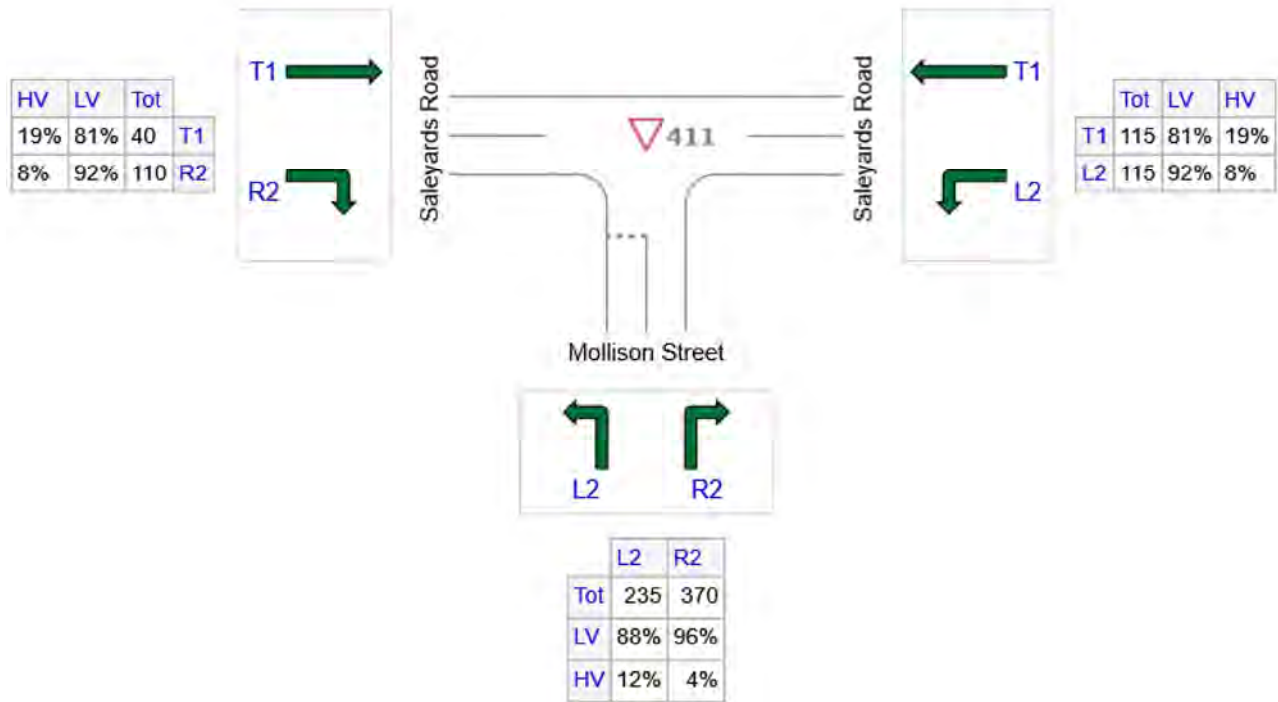 T1
R2
HV LV Tot
19% 81% 40 T1
8% 92% 110 R2
Saleyards Road
411
Saleyards Road
T1
L2
Tot LV HV
T1 115 81% 19%
L2 115 92% 8%
Mollison Street
L2 R2
L2 R2
Tot 235 370
LV 88% 96%
HV 12% 4%